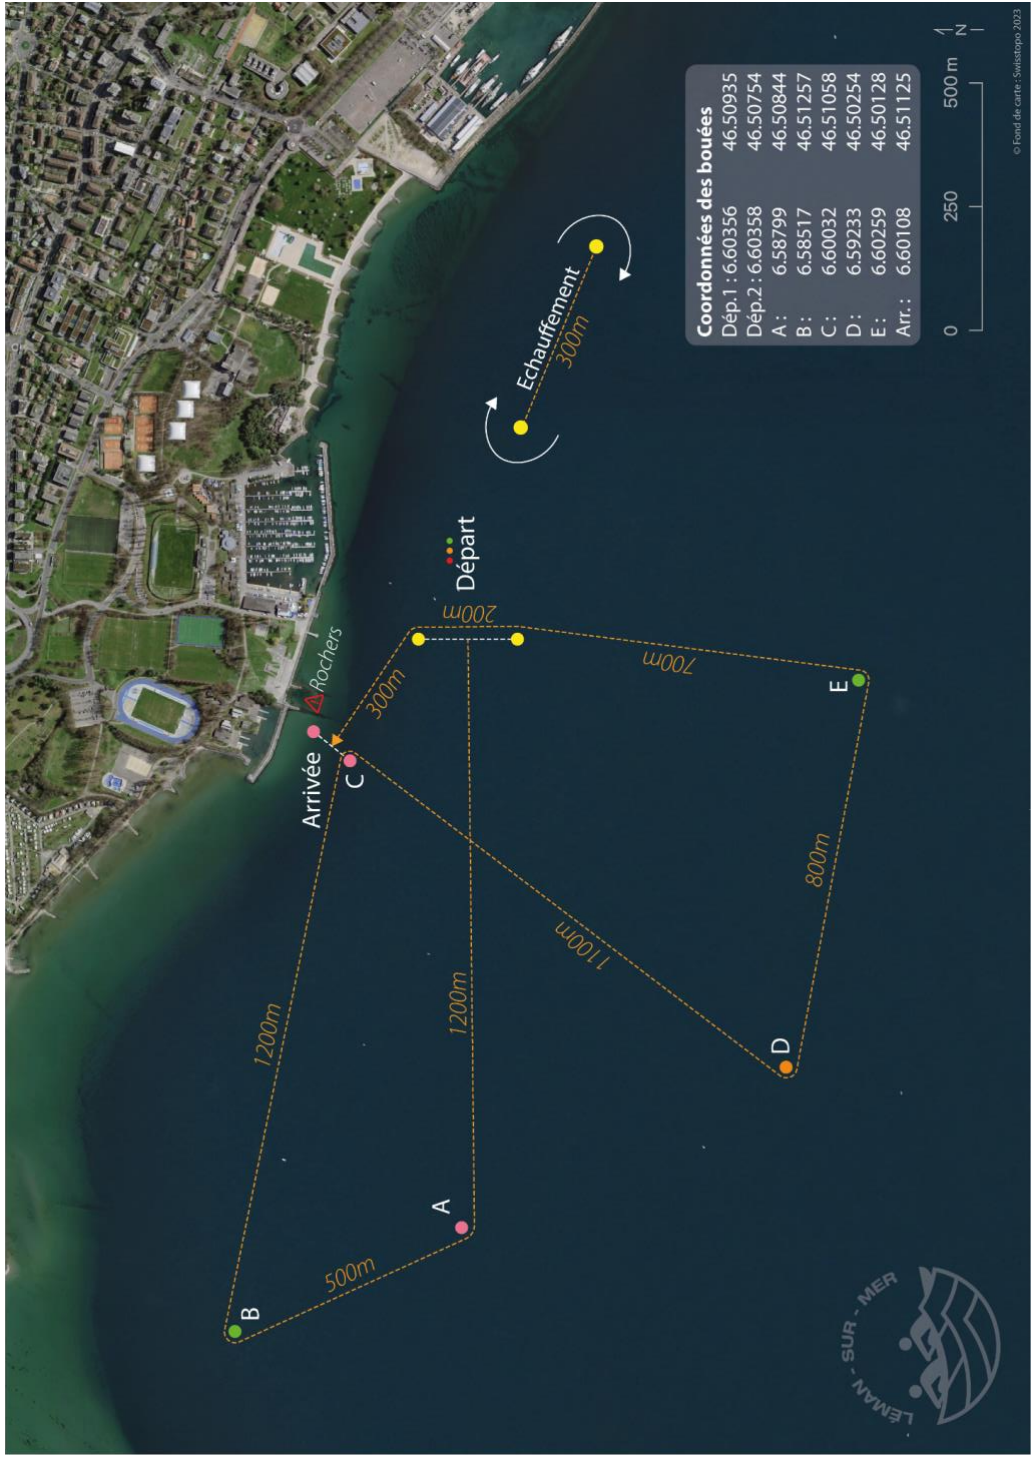 Coordonnées des bouées
Dép.1 : 6.60356 46.50935
Dép.2 : 6.60358 46.50754
A : 6.58799 46.50844
B : 6.58517 46.51257
C : 6.60032 46.51058
D : 6.59233 46.50254
E : 6.60259 46.50128
Arr. : 6.60108 46.51125
0 250 500 m
N
© Fond de carte : Swisstopo 2023
Echauffement
300m
Départ
200m
Rochers
300m
Arrivée
C
700m
E
1200m
1200m
1100m
800m
D
A
500m
B
LÉMAN - SUR - MER